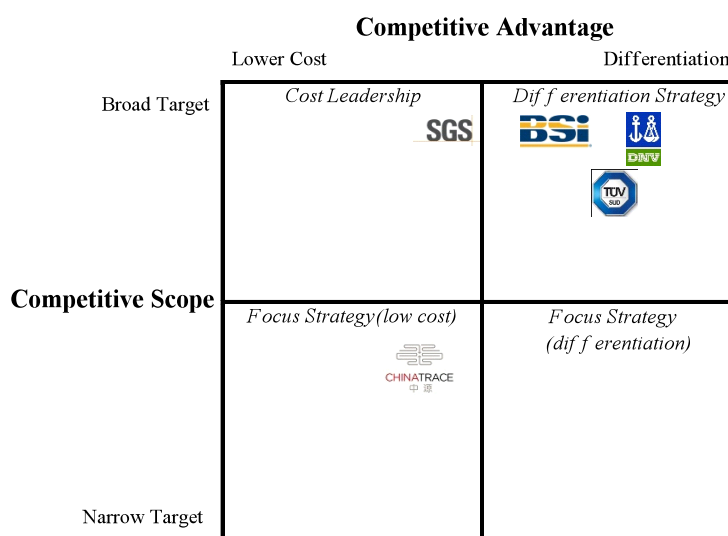 Competitive Advantage
Lower Cost Differentiation
Broad Target
Cost Leadership
Dif f erentiation Strategy
SGS
BSi
DNV
TÜV
SUD
Competitive Scope
Focus Strategy(low cost)
Focus Strategy
(dif f erentiation)
CHINATRACE
中 源
Narrow Target